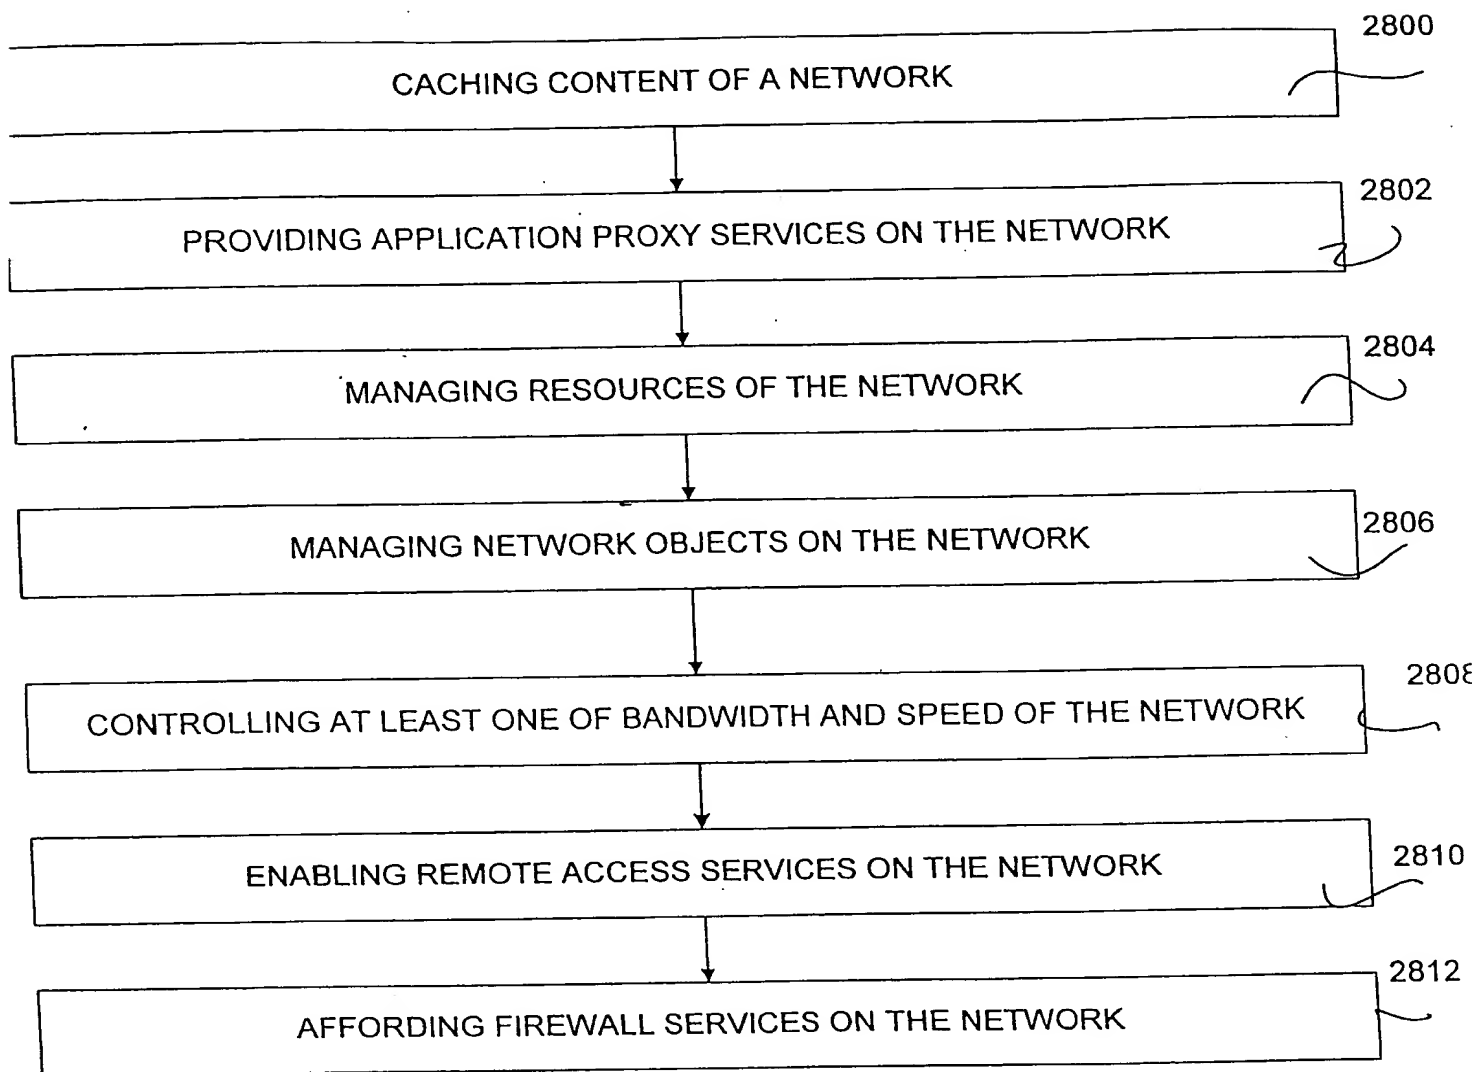 2800
CACHING CONTENT OF A NETWORK
2802
PROVIDING APPLICATION PROXY SERVICES ON THE NETWORK
2804
MANAGING RESOURCES OF THE NETWORK
2806
MANAGING NETWORK OBJECTS ON THE NETWORK
2808
CONTROLLING AT LEAST ONE OF BANDWIDTH AND SPEED OF THE NETWORK
2810
ENABLING REMOTE ACCESS SERVICES ON THE NETWORK
2812
AFFORDING FIREWALL SERVICES ON THE NETWORK